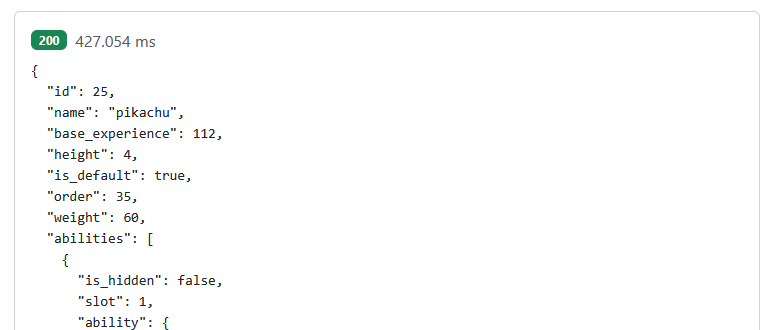 200 427.054 ms
{
  "id": 25,
  "name": "pikachu",
  "base_experience": 112,
  "height": 4,
  "is_default": true,
  "order": 35,
  "weight": 60,
  "abilities": [
    {
      "is_hidden": false,
      "slot": 1,
      "ability": {